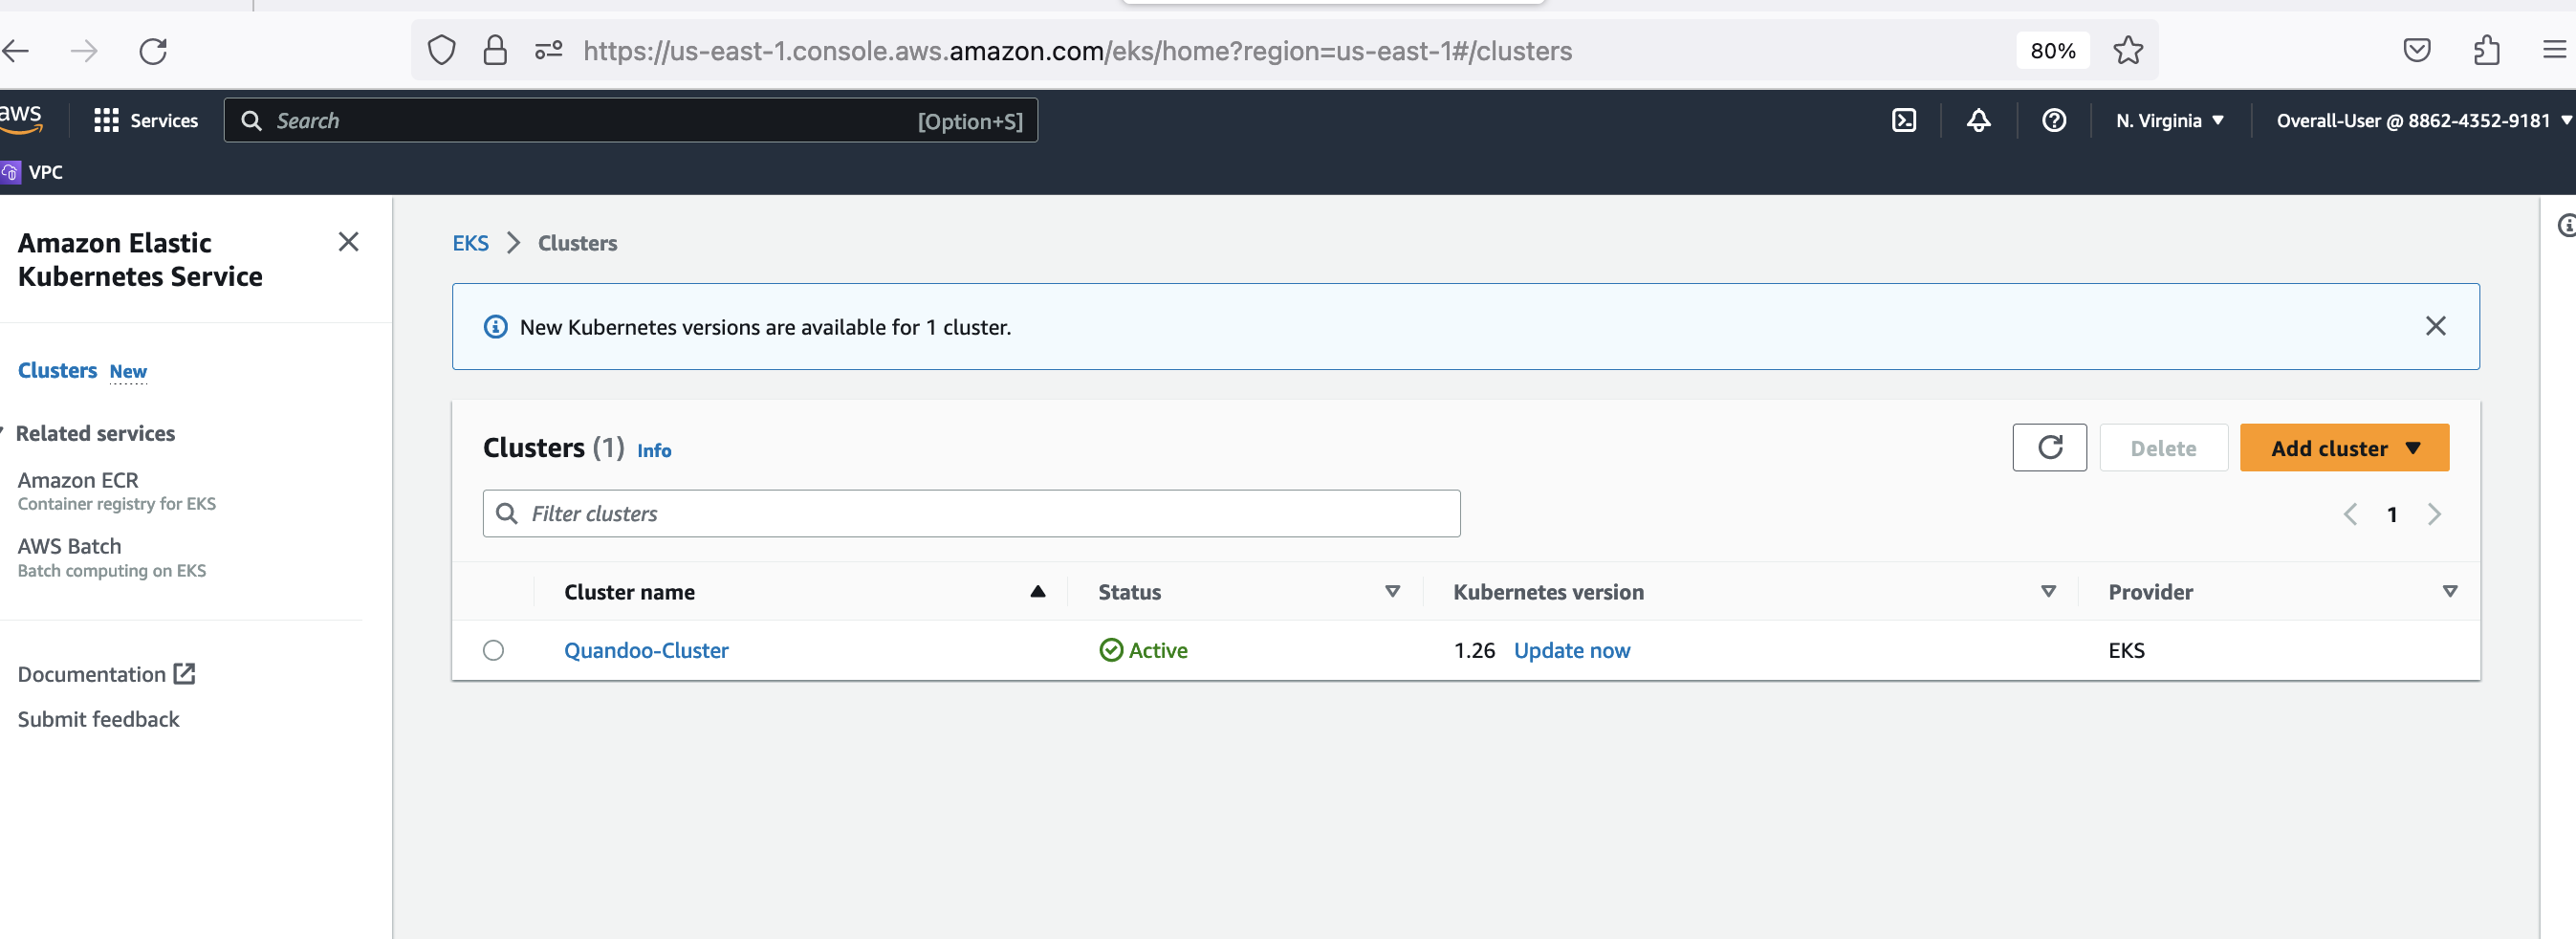 https://us-east-1.console.aws.amazon.com/eks/home?region=us-east-1#/clusters
80%
aws
Services
Search
[Option+S]
N. Virginia
Overall-User @ 8862-4352-9181
VPC
Amazon Elastic
Kubernetes Service
Clusters New
Related services
Amazon ECR
Container registry for EKS
AWS Batch
Batch computing on EKS
Documentation
Submit feedback
EKS
Clusters
New Kubernetes versions are available for 1 cluster.
Clusters (1) Info
Delete
Add cluster
Filter clusters
1
Cluster name
Status
Kubernetes version
Provider
Quandoo-Cluster
Active
1.26 Update now
EKS